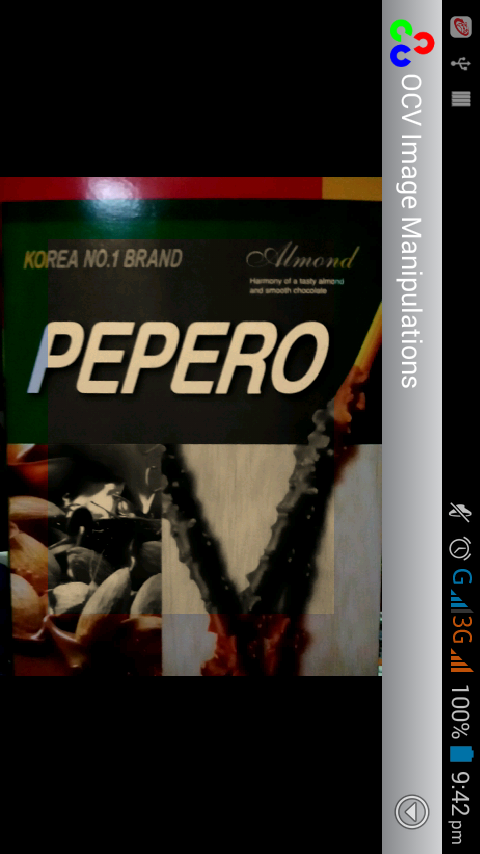 OCV Image Manipulations
G 3G 100% 9:42 pm
KOREA NO.1 BRAND
Almond
Harmony of a tasty almond
and smooth chocolate
PEPERO